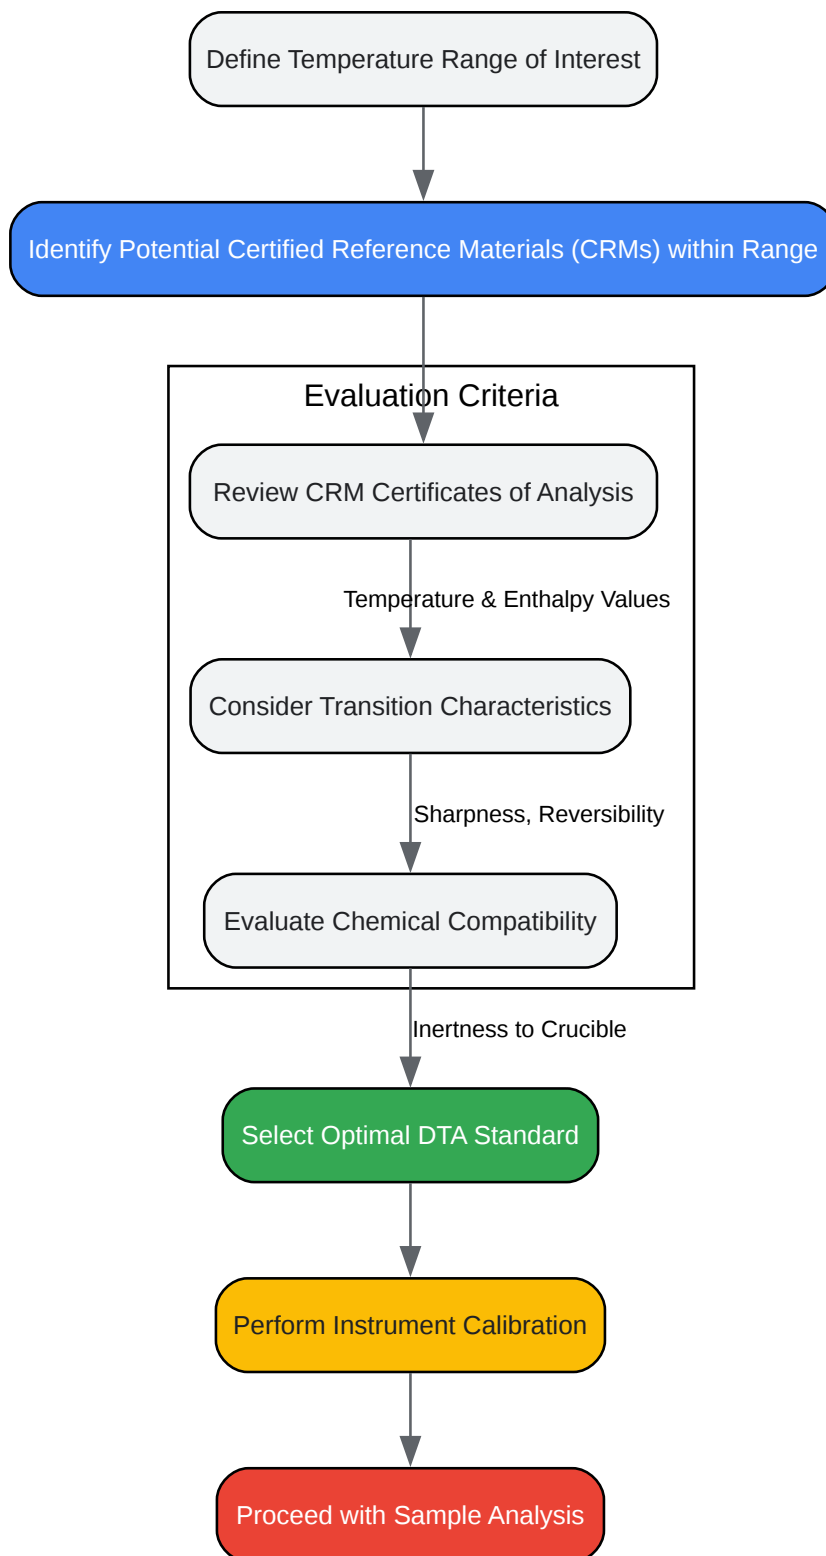 Define Temperature Range of Interest
Identify Potential Certified Reference Materials (CRMs) within Range
Evaluation Criteria
Review CRM Certificates of Analysis
Temperature & Enthalpy Values
Consider Transition Characteristics
Sharpness, Reversibility
Evaluate Chemical Compatibility
Inertness to Crucible
Select Optimal DTA Standard
Perform Instrument Calibration
Proceed with Sample Analysis